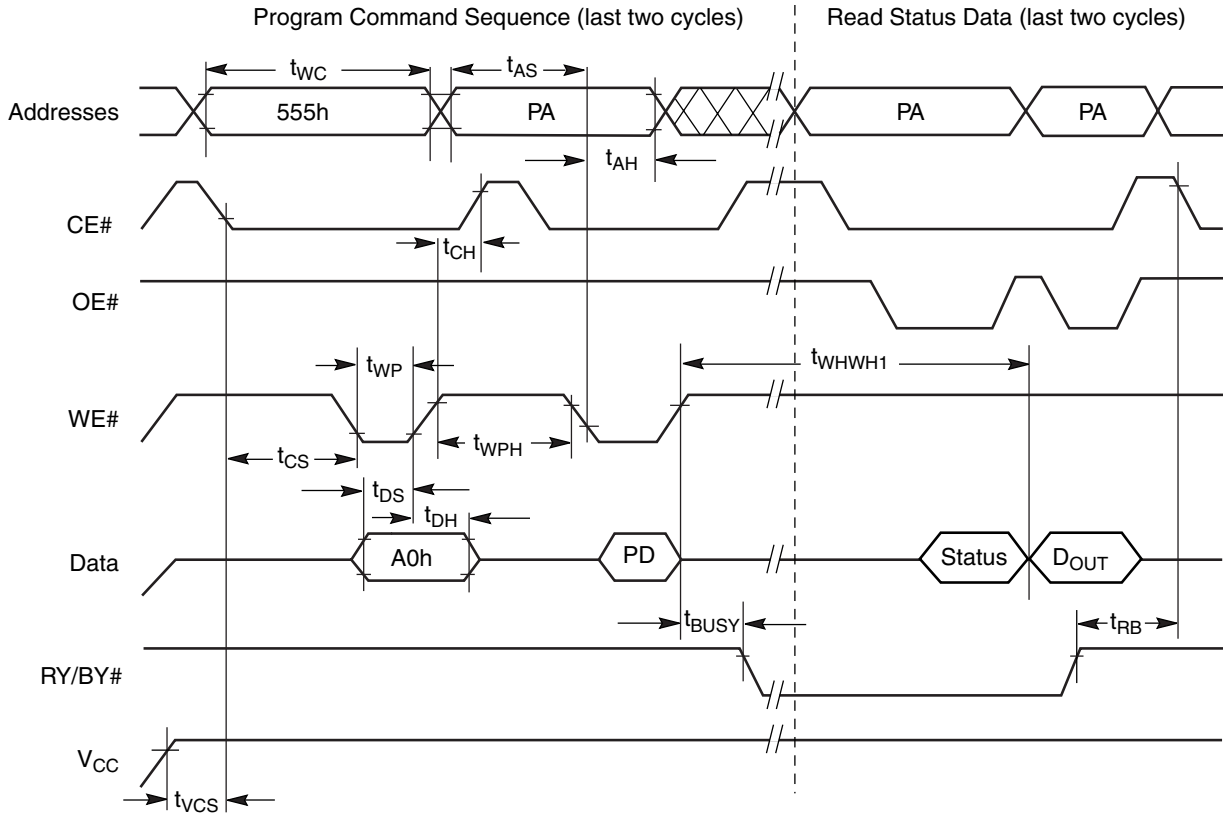 Program Command Sequence (last two cycles)
Read Status Data (last two cycles)
tWC
tAS
Addresses
555h
PA
PA
PA
tAH
CE#
tCH
OE#
tWP
tWHWH1
WE#
tCS
tWPH
tDS
tDH
Data
A0h
PD
Status
DOUT
tBUSY
tRB
RY/BY#
VCC
tVCS